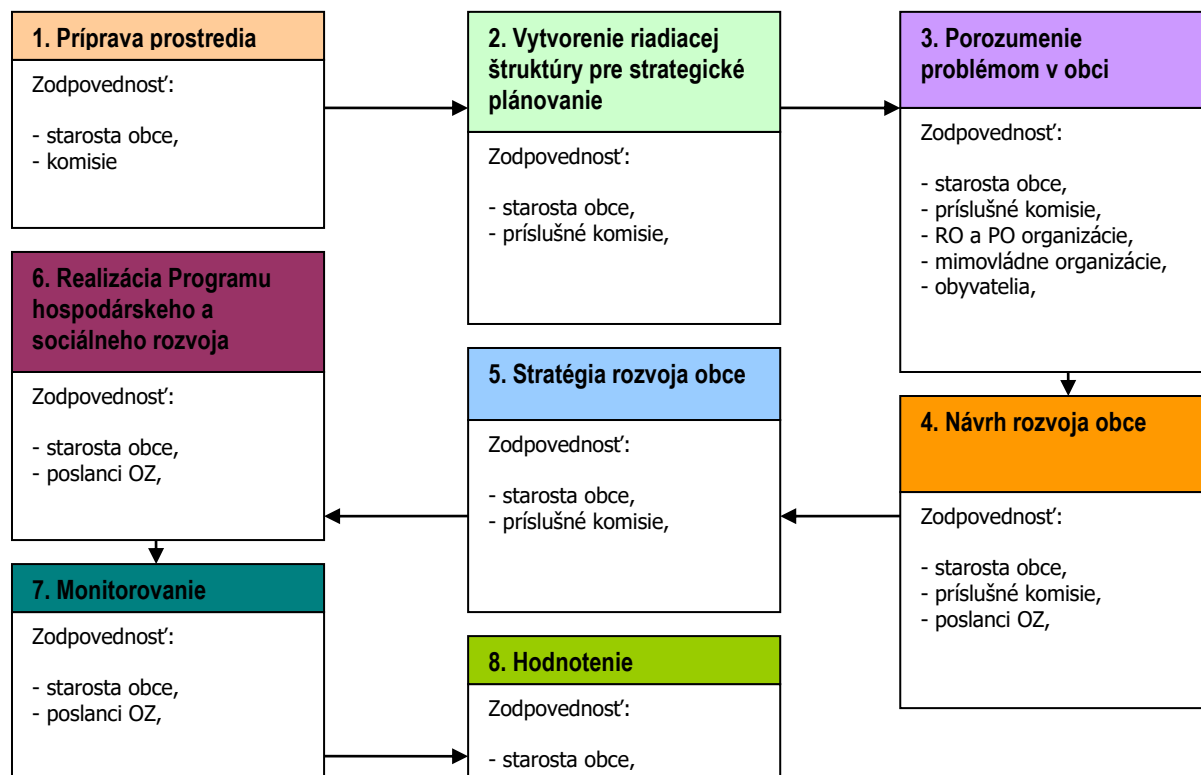 1. Príprava prostredia
Zodpovednosť:
- starosta obce,
- komisie
2. Vytvorenie riadiacej
štruktúry pre strategické
plánovanie
Zodpovednosť:
- starosta obce,
- príslušné komisie,
3. Porozumenie
problémom v obci
Zodpovednosť:
- starosta obce,
- príslušné komisie,
- RO a PO organizácie,
- mimovládne organizácie,
- obyvatelia,
4. Návrh rozvoja obce
Zodpovednosť:
- starosta obce,
- príslušné komisie,
- poslanci OZ,
5. Stratégia rozvoja obce
Zodpovednosť:
- starosta obce,
- príslušné komisie,
6. Realizácia Programu
hospodárskeho a
sociálneho rozvoja
Zodpovednosť:
- starosta obce,
- poslanci OZ,
7. Monitorovanie
Zodpovednosť:
- starosta obce,
- poslanci OZ,
8. Hodnotenie
Zodpovednosť:
- starosta obce,